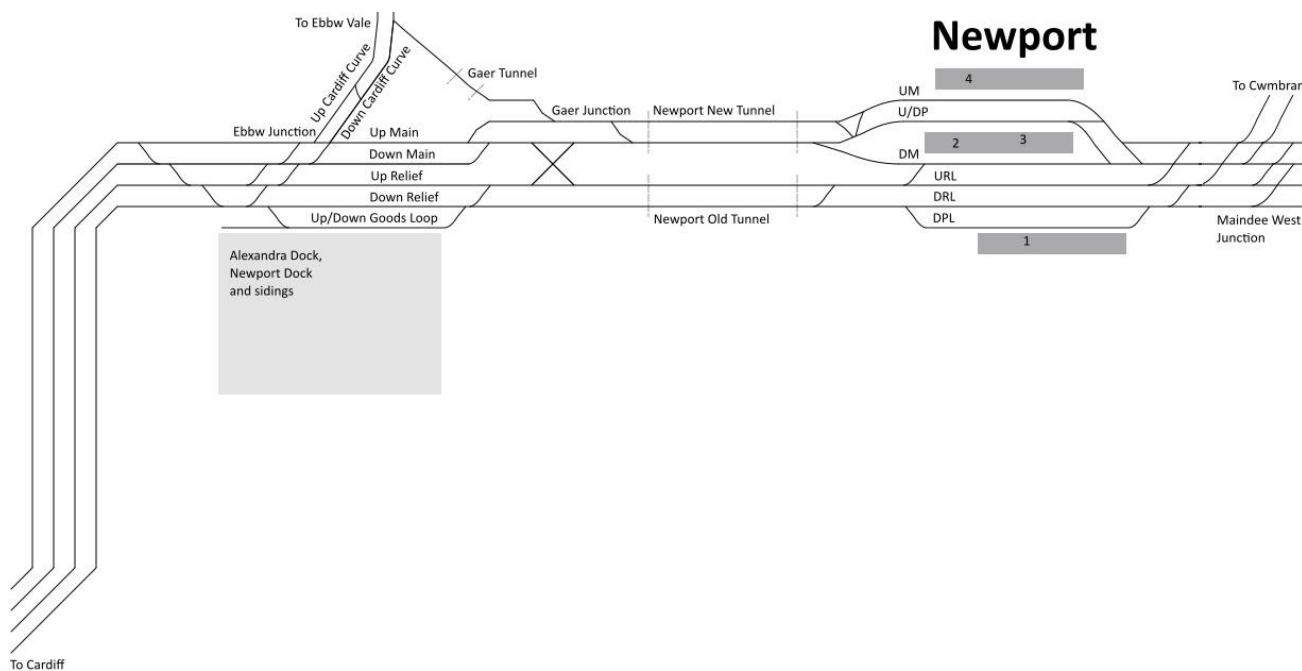 To Ebbw Vale
Newport
4
Up Cardiff Curve
Down Cardiff Curve
Gaer Tunnel
UM
To Cwmbran
Ebbw Junction
Up Main
Gaer Junction
Newport New Tunnel
U/DP
2
3
Down Main
DM
Up Relief
URL
Down Relief
DRL
Up/Down Goods Loop
Newport Old Tunnel
DPL
Maindee West
Junction
1
Alexandra Dock,
Newport Dock
and sidings
To Cardiff